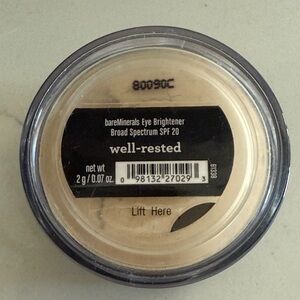 80090C
bareMinerals Eye Brightener
Broad Spectrum SPF 20
well-rested
net wt
2 g / 0.07 oz.
0 98132 27029 3
61338
Lift Here